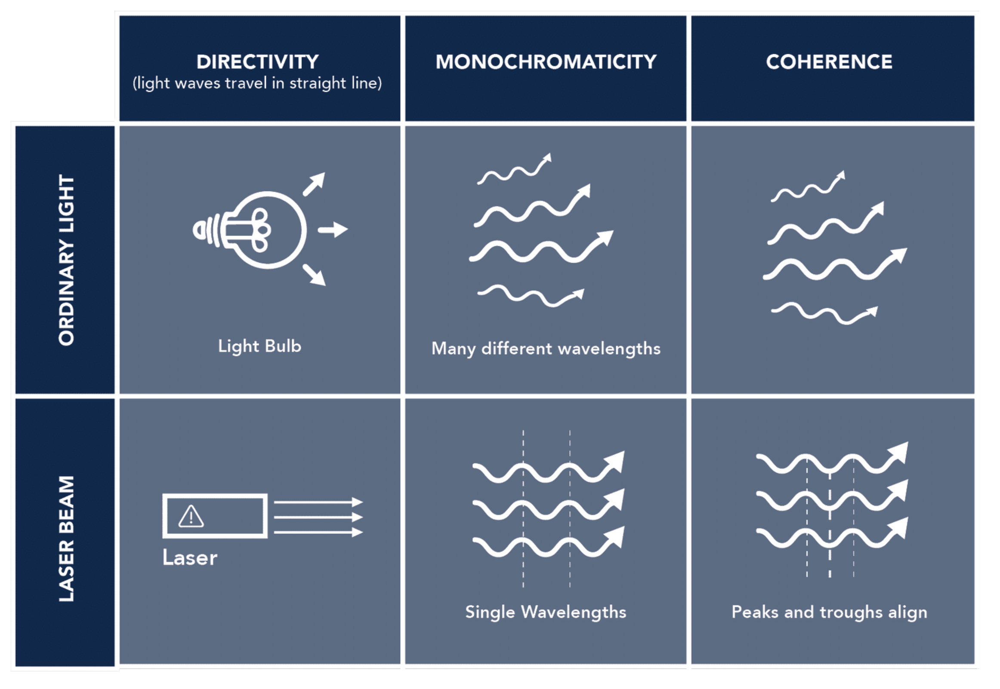 DIRECTIVITY
(light waves travel in straight line)
MONOCHROMATICITY
COHERENCE
ORDINARY LIGHT
Light Bulb
Many different wavelengths
LASER BEAM
!
Laser
Single Wavelengths
Peaks and troughs align